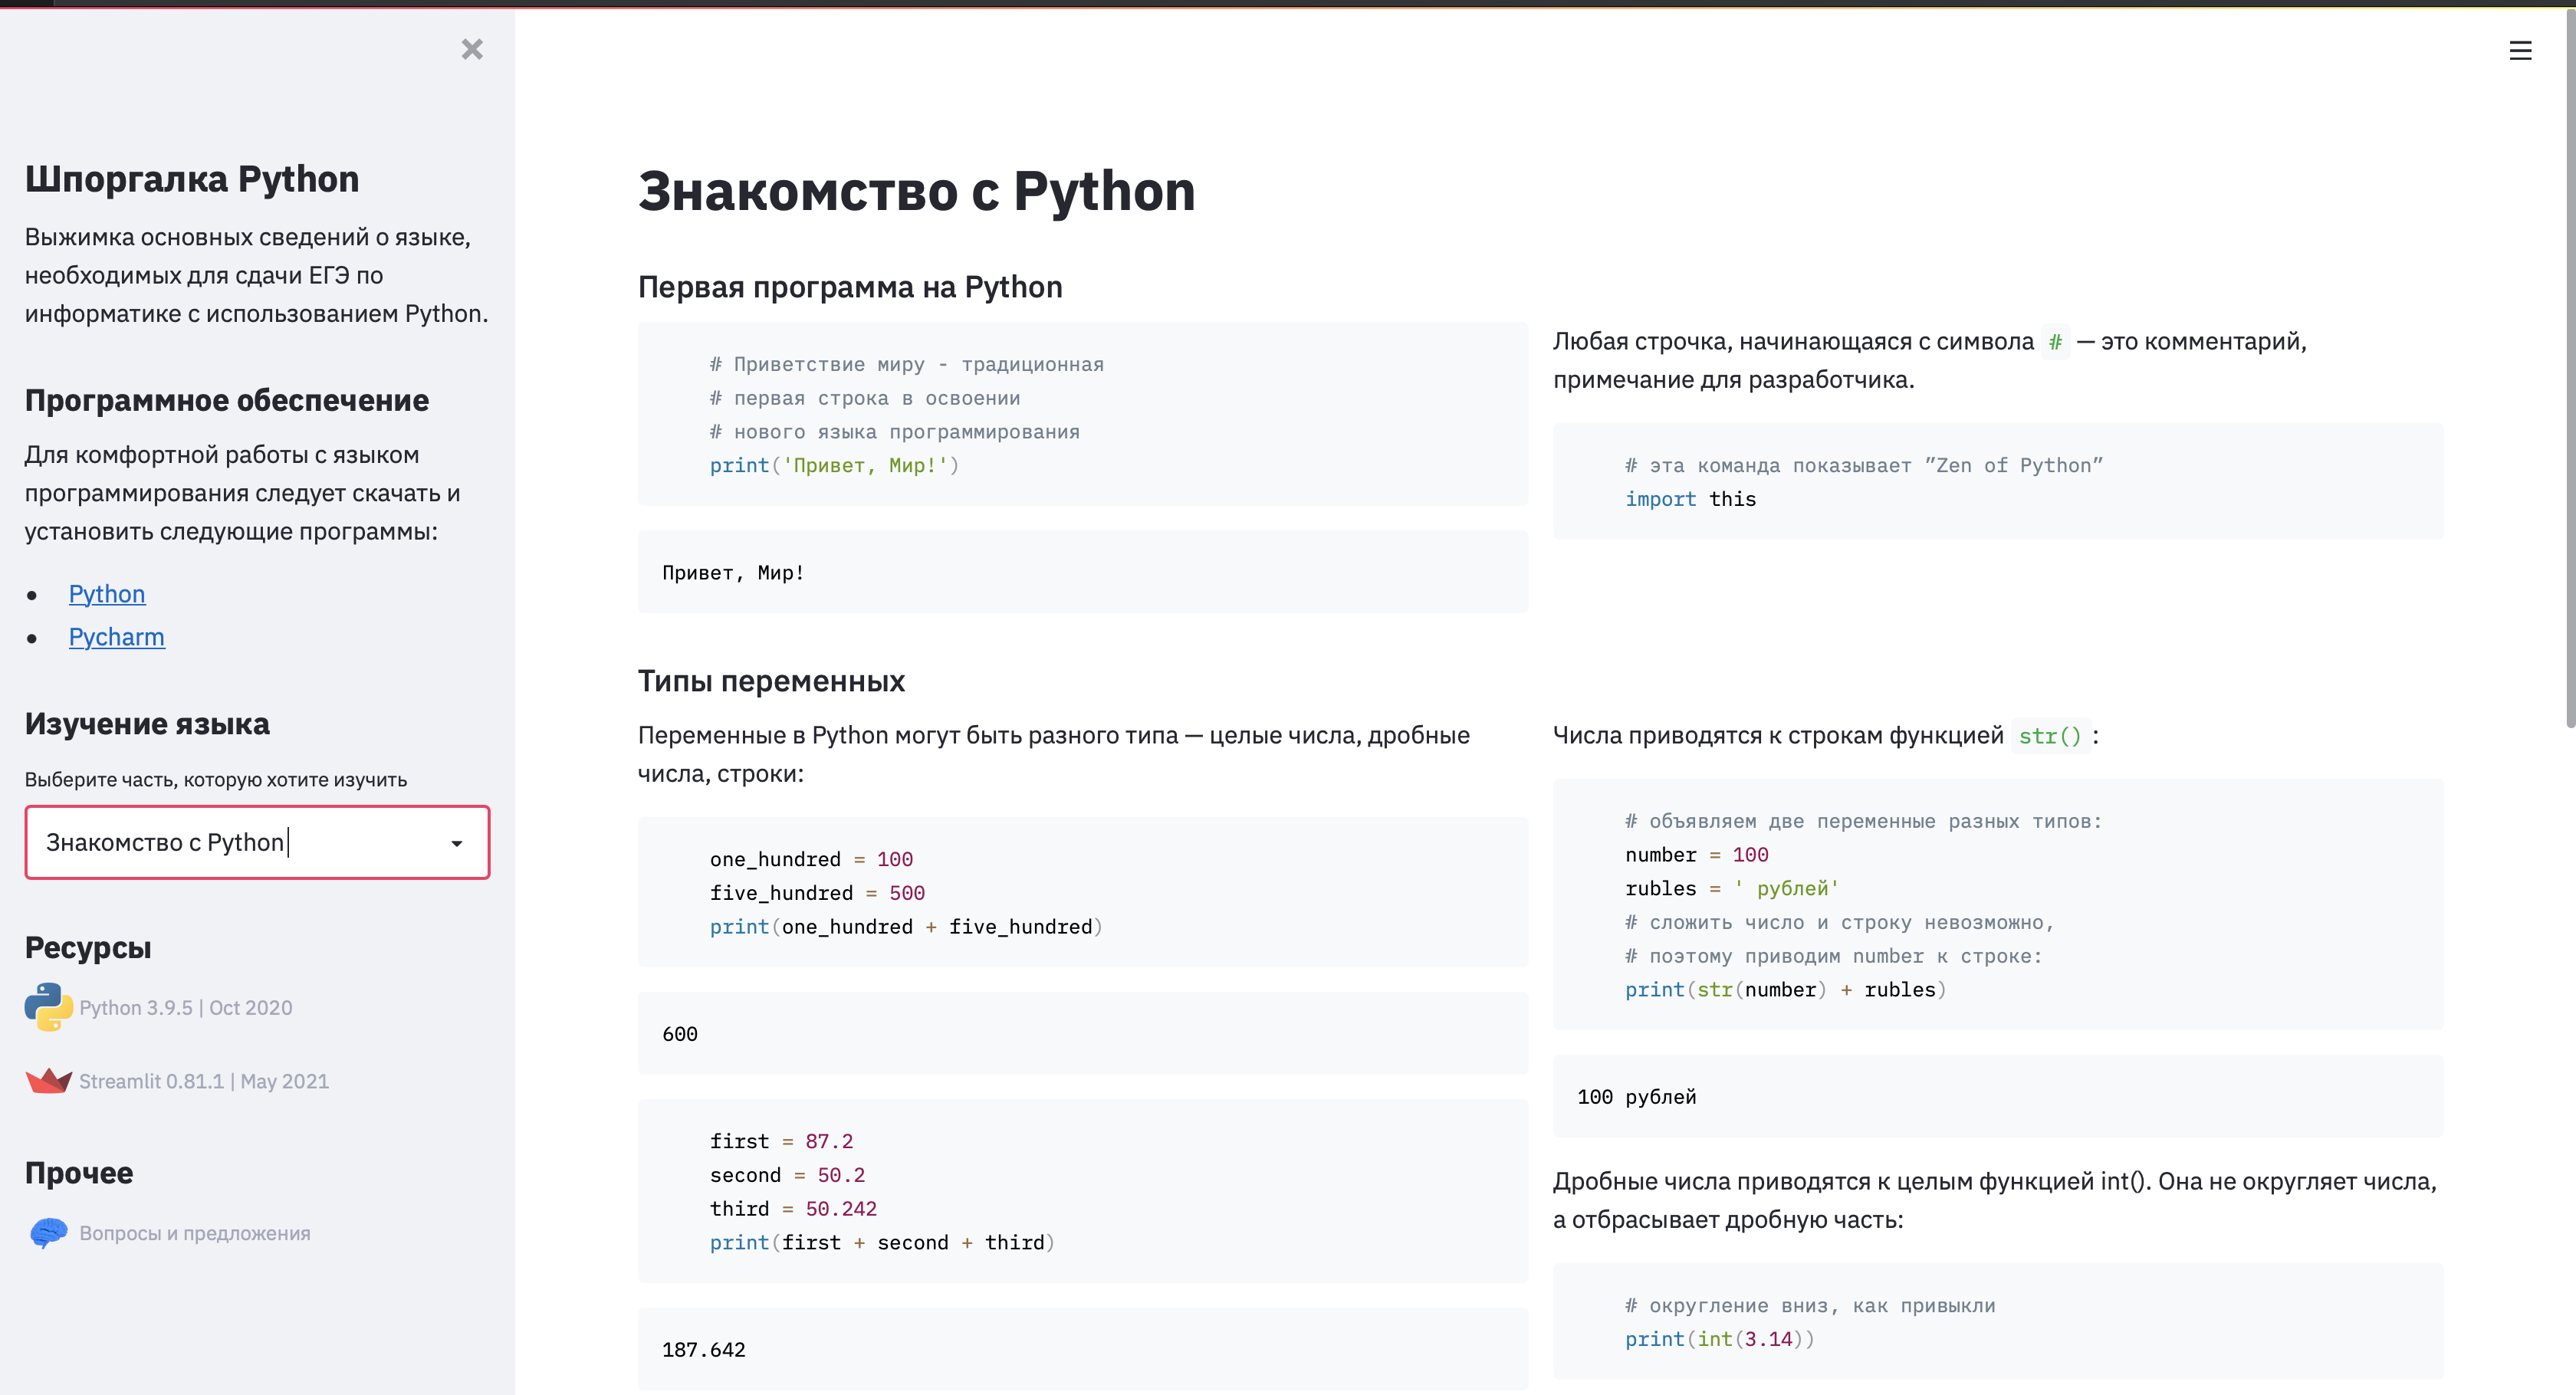 Шпоргалка Python
Выжимка основных сведений о языке,
необходимых для сдачи ЕГЭ по
информатике с использованием Python.
Программное обеспечение
Для комфортной работы с языком
программирования следует скачать и
установить следующие программы:
Python
Pycharm
Изучение языка
Выберите часть, которую хотите изучить
Знакомство с Python
Ресурсы
Python 3.9.5 | Oct 2020
Streamlit 0.81.1 | May 2021
Прочее
Вопросы и предложения
Знакомство с Python
Первая программа на Python
# Приветствие миру - традиционная
# первая строка в освоении
# нового языка программирования
print('Привет, Мир!')
Привет, Мир!
Любая строчка, начинающаяся с символа # — это комментарий,
примечание для разработчика.
# эта команда показывает ”Zen of Python”
import this
Типы переменных
Переменные в Python могут быть разного типа — целые числа, дробные
числа, строки:
one_hundred = 100
five_hundred = 500
print(one_hundred + five_hundred)
600
first = 87.2
second = 50.2
third = 50.242
print(first + second + third)
187.642
Числа приводятся к строкам функцией str() :
# объявляем две переменные разных типов:
number = 100
rubles = ' рублей'
# сложить число и строку невозможно,
# поэтому приводим number к строке:
print(str(number) + rubles)
100 рублей
Дробные числа приводятся к целым функцией int(). Она не округляет числа,
а отбрасывает дробную часть:
# округление вниз, как привыкли
print(int(3.14))